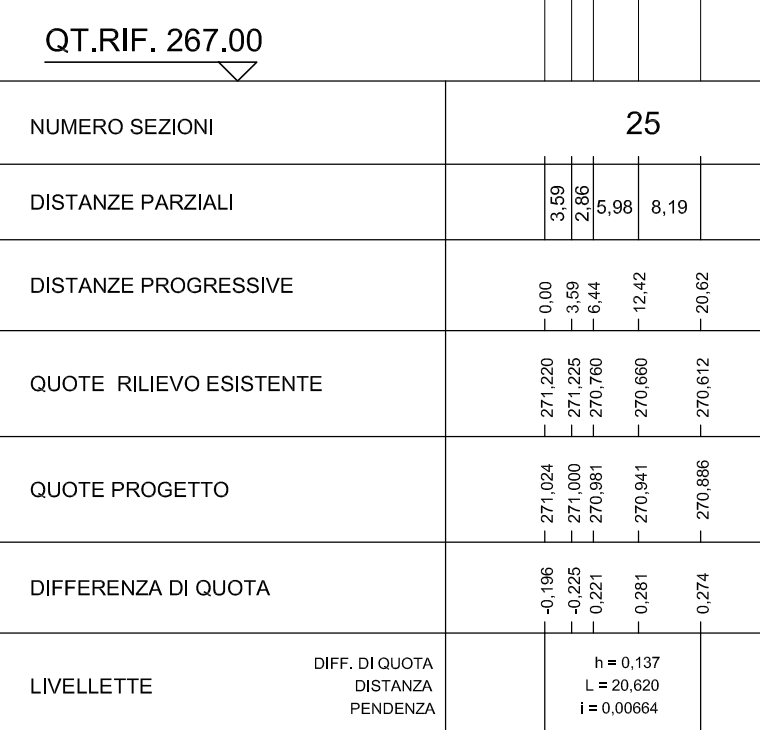 QT.RIF. 267.00
NUMERO SEZIONI 25
DISTANZE PARZIALI 3,59 2,86 5,98 8,19
DISTANZE PROGRESSIVE 0,00 3,59 6,44 12,42 20,62
QUOTE RILIEVO ESISTENTE 271,220 271,225 270,760 270,660 270,612
QUOTE PROGETTO 271,024 271,000 270,981 270,941 270,886
DIFFERENZA DI QUOTA -0,196 -0,225 0,221 0,281 0,274
LIVELLETTE
DIFF. DI QUOTA h = 0,137
DISTANZA L = 20,620
PENDENZA i = 0,00664